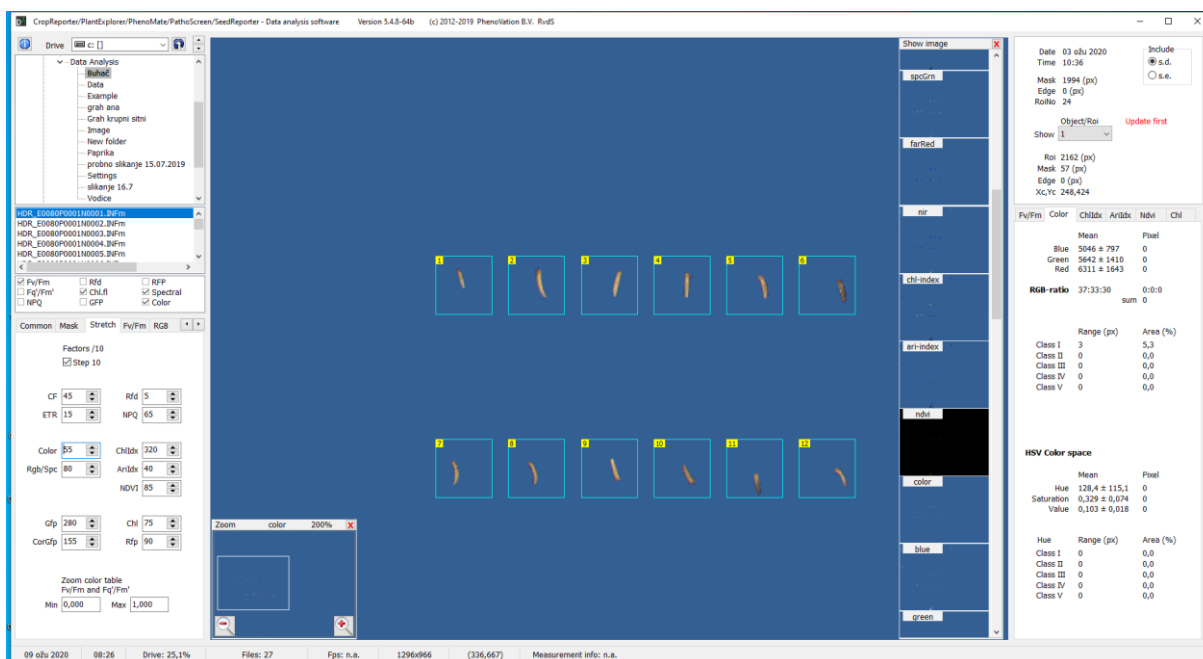 CropReporter/PlantExplorer/PhenoMate/PathoScreen/SeedReporter - Data analysis software Version 5.4.8-64b (c) 2012-2019 PhenoVation B.V. RvdS
Drive c: []
Data Analysis
Buhač
Data
Example
grah ana
Grah krupni sitni
Image
New folder
Paprika
probno slikanje 15.07.2019
Settings
slikanje 16.7
Vodice
HDR_E0080P0001N0001.INFm
HDR_E0080P0001N0002.INFm
HDR_E0080P0001N0003.INFm
HDR_E0080P0001N0004.INFm
HDR_E0080P0001N0005.INFm
Fv/Fm Rfd RFP
Fq'/Fm' Chl.fl Spectral
NPQ GFP Color
Common Mask Stretch Fv/Fm RGB
Factors /10
Step 10
CF 45 Rfd 5
ETR 15 NPQ 65
Color 55 ChlIdx 320
Rgb/Spc 80 AriIdx 40
NDVI 85
Gfp 280 Chl 75
CorGfp 155 Rfp 90
Zoom color table
Fv/Fm and Fq'/Fm'
Min 0,000 Max 1,000
1 2 3 4 5 6
7 8 9 10 11 12
Zoom color 200% X
Show image X
spcGrn
farRed
nir
chl-index
ari-index
ndvi
color
blue
green
Date 03 ožu 2020
Time 10:36
Include
s.d.
s.e.
Mask 1994 (px)
Edge 0 (px)
RoiNo 24
Object/Roi Update first
Show 1
Roi 2162 (px)
Mask 57 (px)
Edge 0 (px)
Xc,Yc 248,424
Fv/Fm Color ChlIdx AriIdx Ndvi Chl
Mean Pixel
Blue 5046 ± 797 0
Green 5642 ± 1410 0
Red 6311 ± 1643 0
RGB-ratio 37:33:30 0:0:0
sum 0
Range (px) Area (%)
Class I 3 5,3
Class II 0 0,0
Class III 0 0,0
Class IV 0 0,0
Class V 0 0,0
HSV Color space
Mean Pixel
Hue 128,4 ± 115,1 0
Saturation 0,329 ± 0,074 0
Value 0,103 ± 0,018 0
Hue Range (px) Area (%)
Class I 0 0,0
Class II 0 0,0
Class III 0 0,0
Class IV 0 0,0
Class V 0 0,0
09 ožu 2020 08:26 Drive: 25,1% Files: 27 Fps: n.a. 1296x966 (336,667) Measurement info: n.a.